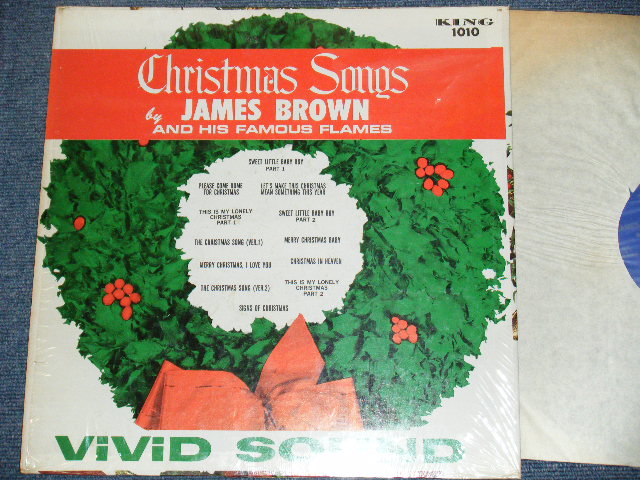 KING
1010
Christmas Songs
by JAMES BROWN
AND HIS FAMOUS FLAMES
SWEET LITTLE BABY BOY
PART 1
PLEASE COME HOME
FOR CHRISTMAS
LET'S MAKE THIS CHRISTMAS
MEAN SOMETHING THIS YEAR
THIS IS MY LONELY
CHRISTMAS
PART 1
SWEET LITTLE BABY BOY
PART 2
THE CHRISTMAS SONG (VER.1)
MERRY CHRISTMAS BABY
MERRY CHRISTMAS, I LOVE YOU
CHRISTMAS IN HEAVEN
THE CHRISTMAS SONG (VER.2)
THIS IS MY LONELY
CHRISTMAS
PART 2
SIGNS OF CHRISTMAS
ViViD SOUND